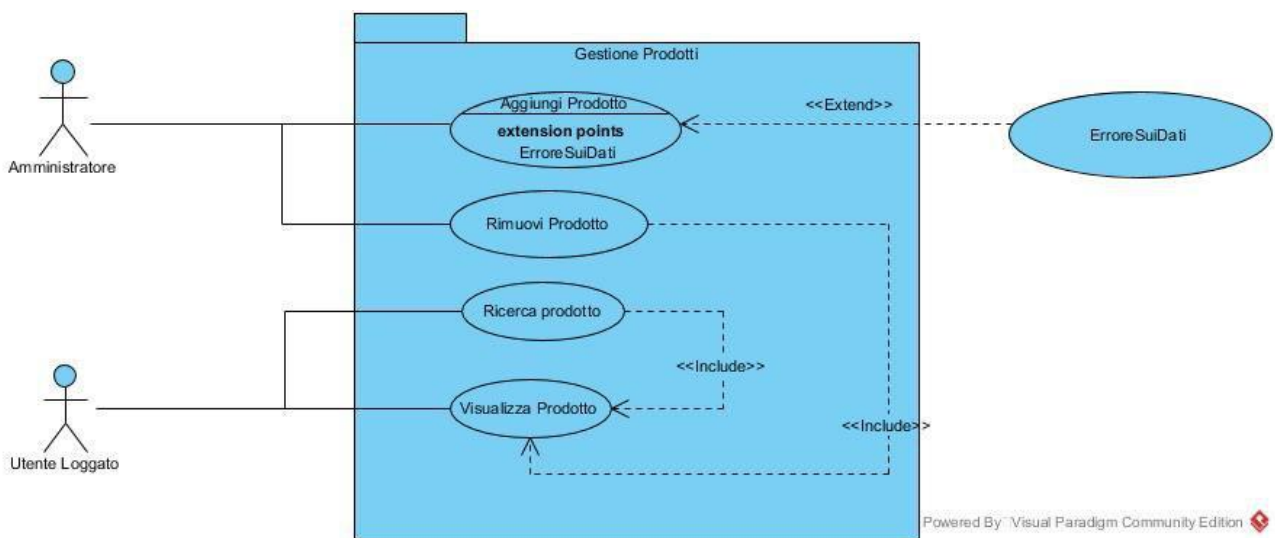 Gestione Prodotti
Amministratore
Aggiungi Prodotto
extension points
ErroreSuiDati
<<Extend>>
ErroreSuiDati
Rimuovi Prodotto
Ricerca prodotto
<<Include>>
Visualizza Prodotto
<<Include>>
Utente Loggato
Powered By Visual Paradigm Community Edition